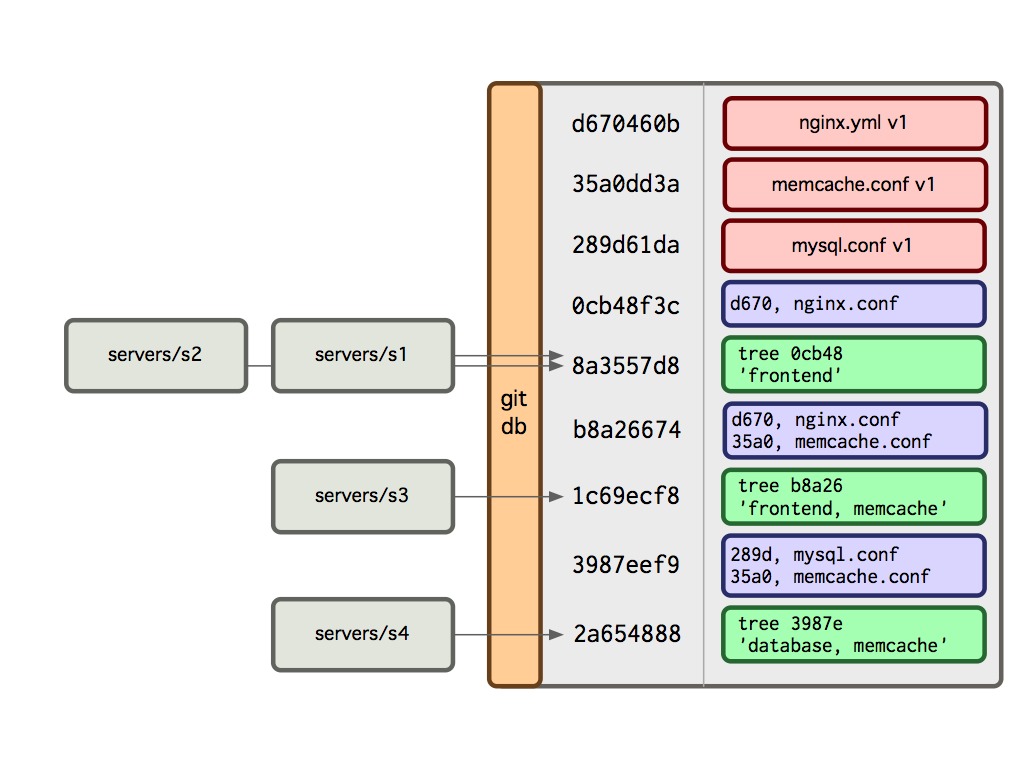 d670460b
nginx.yml v1
35a0dd3a
memcache.conf v1
289d61da
mysql.conf v1
0cb48f3c
d670, nginx.conf
servers/s2
servers/s1
8a3557d8
tree 0cb48
'frontend'
git
db
b8a26674
d670, nginx.conf
35a0, memcache.conf
servers/s3
1c69ecf8
tree b8a26
'frontend, memcache'
3987eef9
289d, mysql.conf
35a0, memcache.conf
servers/s4
2a654888
tree 3987e
'database, memcache'